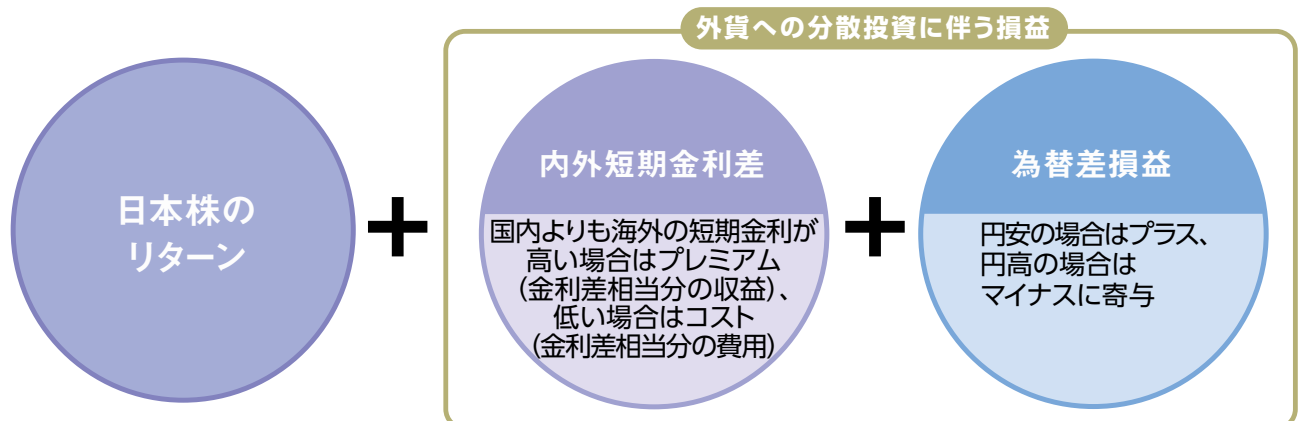 外貨への分散投資に伴う損益
日本株の
リターン
+
内外短期金利差
国内よりも海外の短期金利が
高い場合はプレミアム
(金利差相当分の収益)、
低い場合はコスト
(金利差相当分の費用)
+
為替差損益
円安の場合はプラス、
円高の場合は
マイナスに寄与